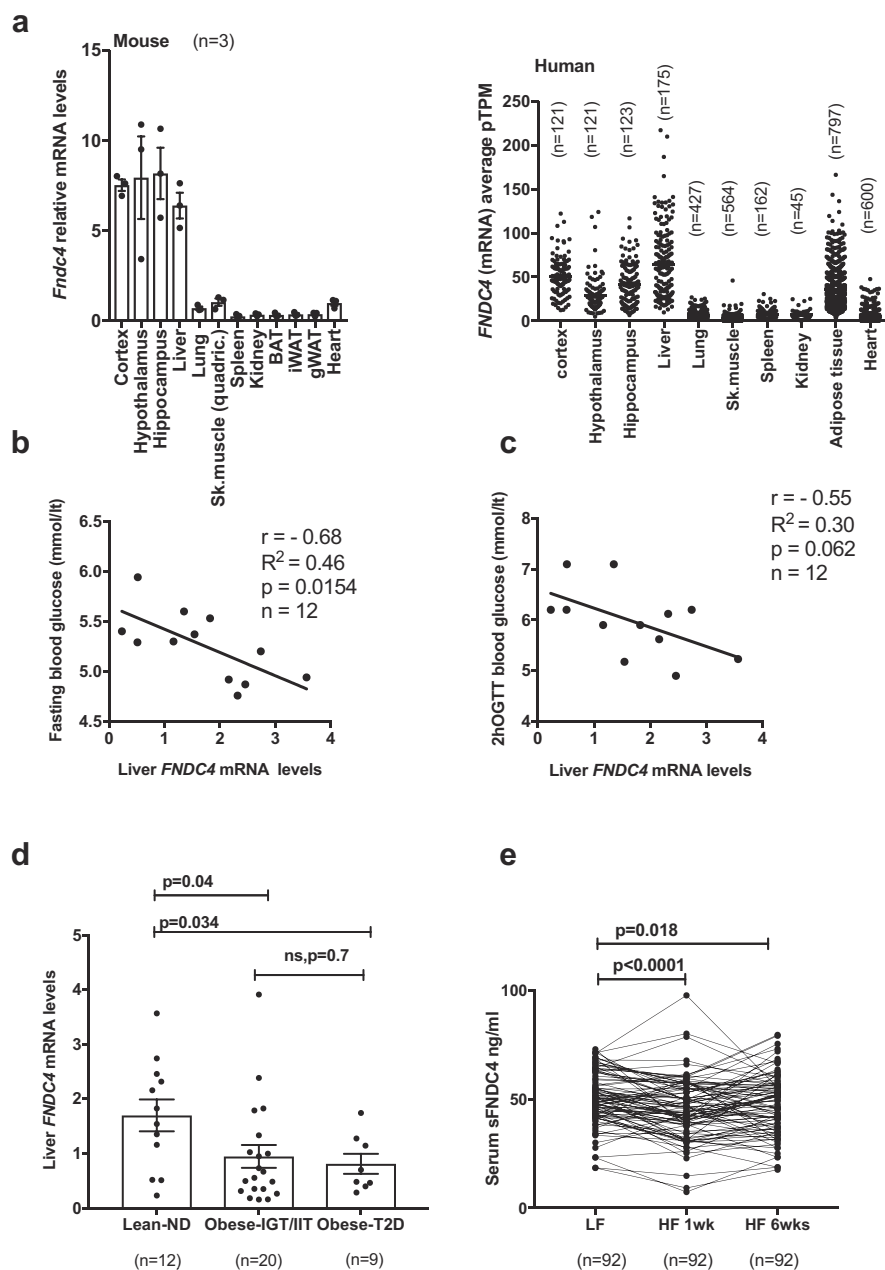 a
Mouse (n=3)
Fndc4 relative mRNA levels
15
10
5
0
Cortex
Hypothalamus
Hippocampus
Liver
Lung
Sk.muscle (quadric.)
Spleen
Kidney
BAT
iWAT
gWAT
Heart
Human
FNDC4 (mRNA) average pTPM
250
200
150
100
50
0
(n=121)
(n=121)
(n=123)
(n=175)
(n=427)
(n=564)
(n=162)
(n=45)
(n=797)
(n=600)
cortex
Hypothalamus
Hippocampus
Liver
Lung
Sk.muscle
Spleen
Kidney
Adipose tissue
Heart
b
Fasting blood glucose (mmol/lt)
6.5
6.0
5.5
5.0
4.5
r = - 0.68
R2 = 0.46
p = 0.0154
n = 12
0 1 2 3 4
Liver FNDC4 mRNA levels
c
2hOGTT blood glucose (mmol/lt)
8
7
6
5
4
r = - 0.55
R2 = 0.30
p = 0.062
n = 12
0 1 2 3 4
Liver FNDC4 mRNA levels
d
p=0.04
p=0.034
ns,p=0.7
Liver FNDC4 mRNA levels
5
4
3
2
1
0
Lean-ND Obese-IGT/IIT Obese-T2D
(n=12) (n=20) (n=9)
e
p=0.018
p<0.0001
Serum sFNDC4 ng/ml
100
50
0
LF HF 1wk HF 6wks
(n=92) (n=92) (n=92)